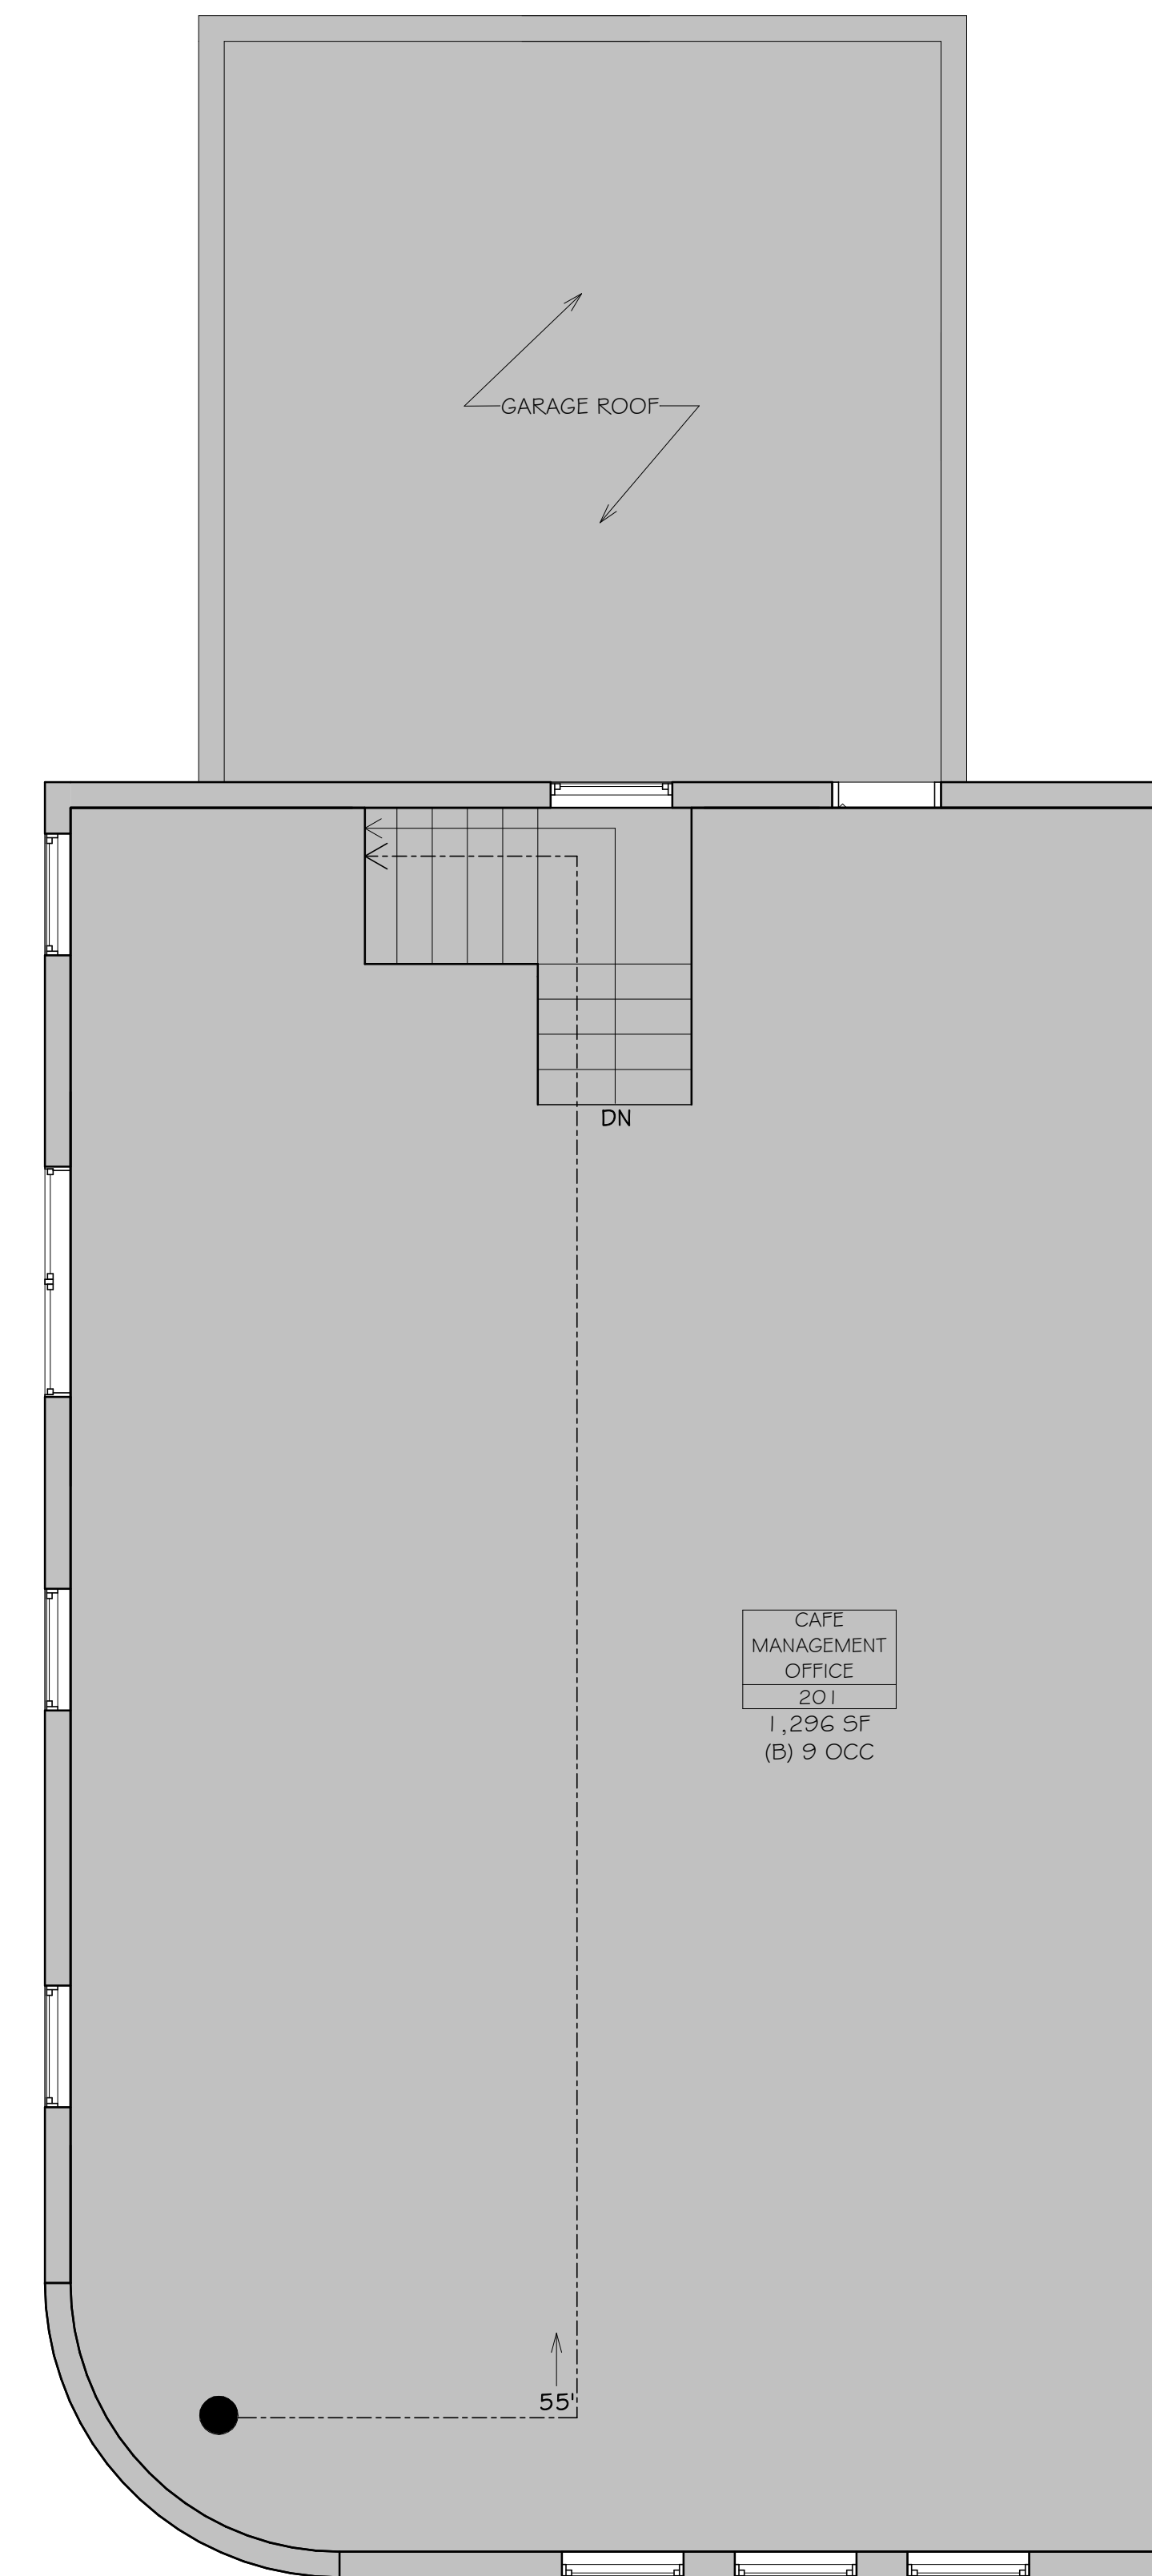 GARAGE ROOF
DN
CAFE
MANAGEMENT
OFFICE
201
1,296 SF
(B) 9 OCC
55'